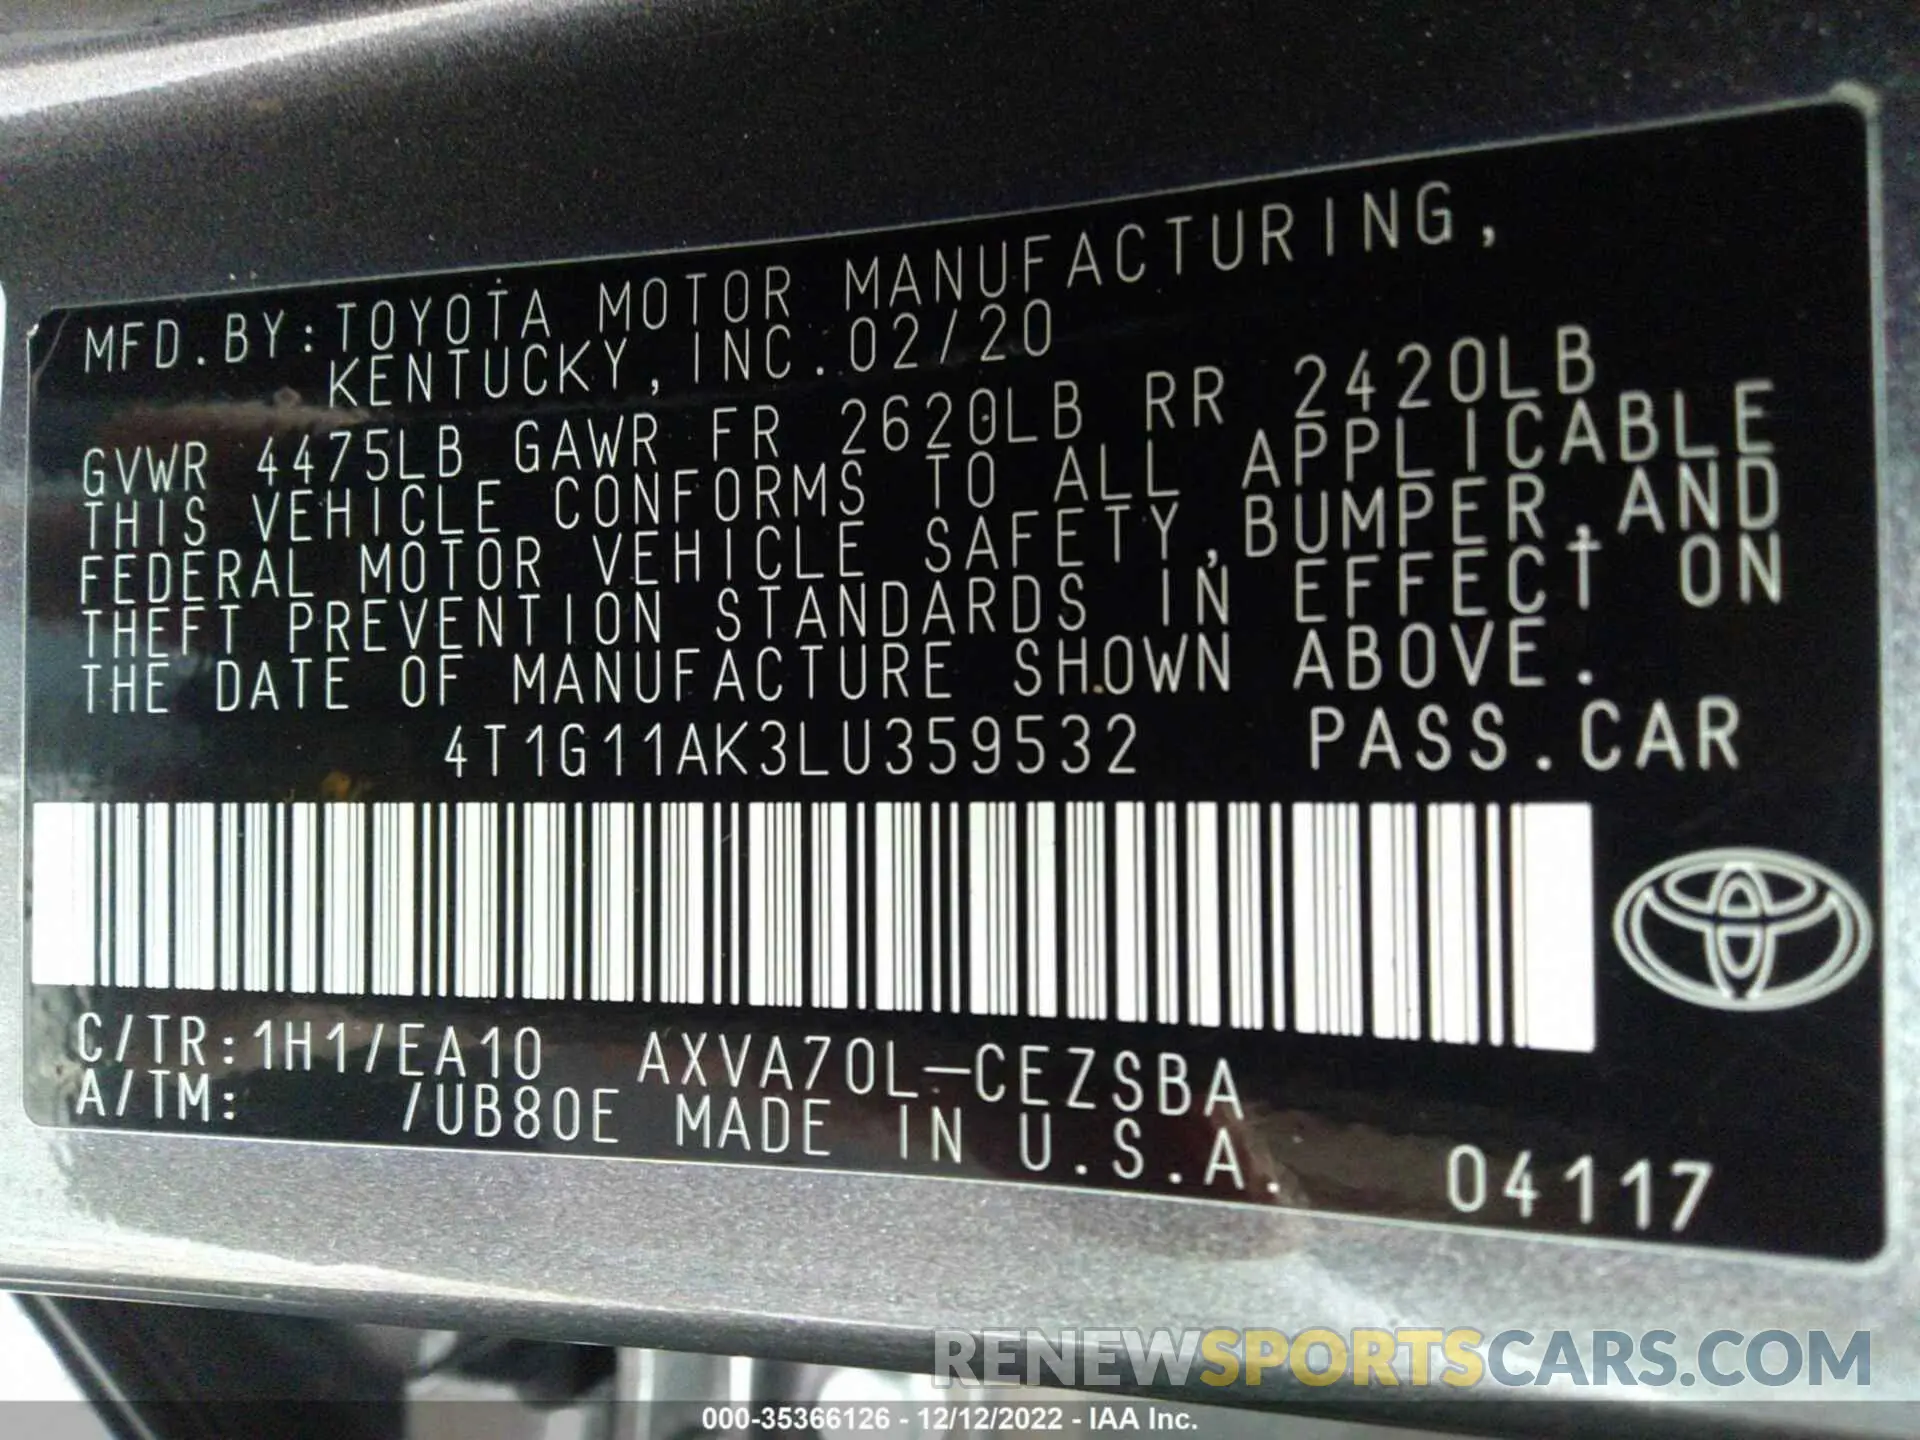 MFD.BY:TOYOTA MOTOR MANUFACTURING,
KENTUCKY, INC. 02/20
GVWR 4475LB GAWR FR 2620LB RR 2420LB
THIS VEHICLE CONFORMS TO ALL APPLICABLE
FEDERAL MOTOR VEHICLE SAFETY,BUMPER,AND
THEFT PREVENTION STANDARDS IN EFFECT ON
THE DATE OF MANUFACTURE SHOWN ABOVE.
4T1G11AK3LU359532 PASS.CAR
C/TR:1H1/EA10 AXVA70L-CEZSBA
A/TM: /UB80E MADE IN U.S.A.
04117
RENEWSPORTSCARS.COM
000-35366126 - 12/12/2022 - IAA Inc.